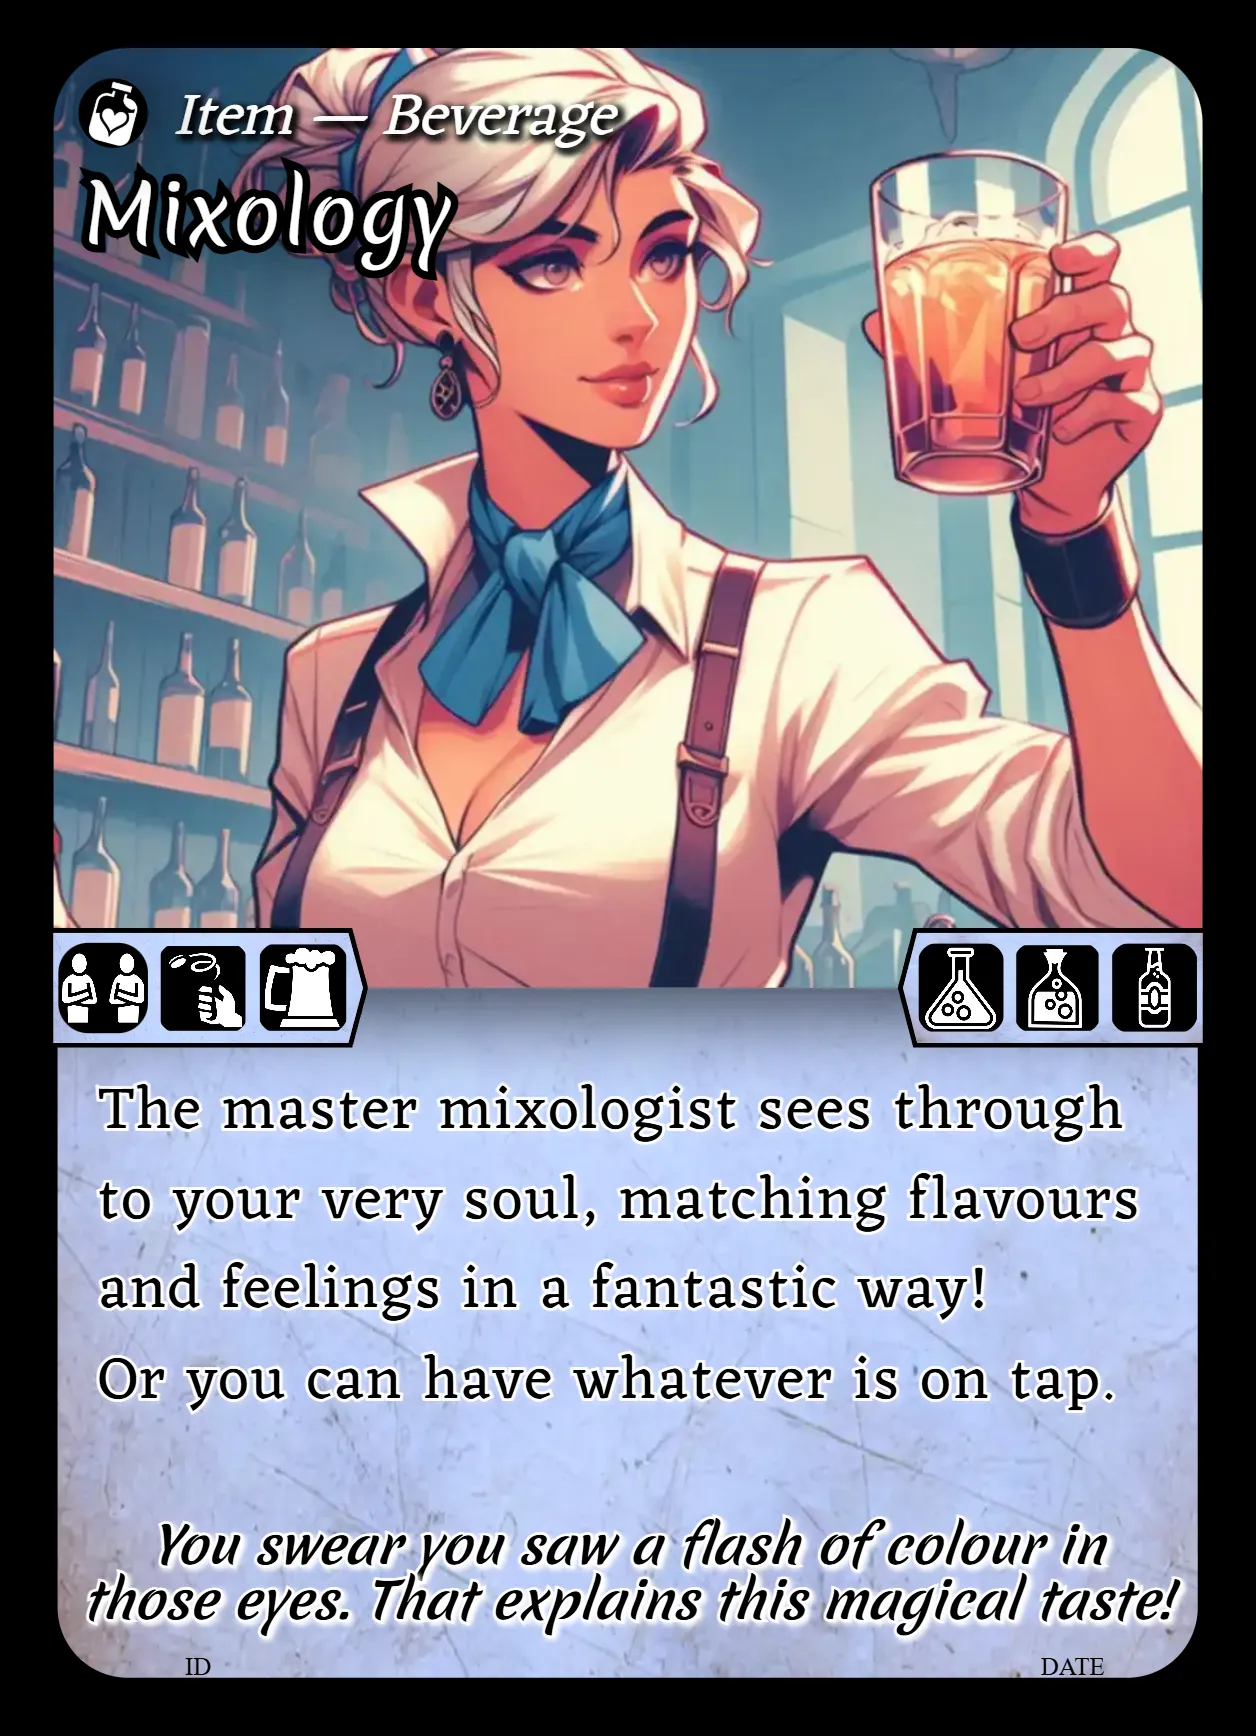 Item — Beverage
Mixology
The master mixologist sees through
to your very soul, matching flavours
and feelings in a fantastic way!
Or you can have whatever is on tap.
You swear you saw a flash of colour in
those eyes. That explains this magical taste!
ID
DATE